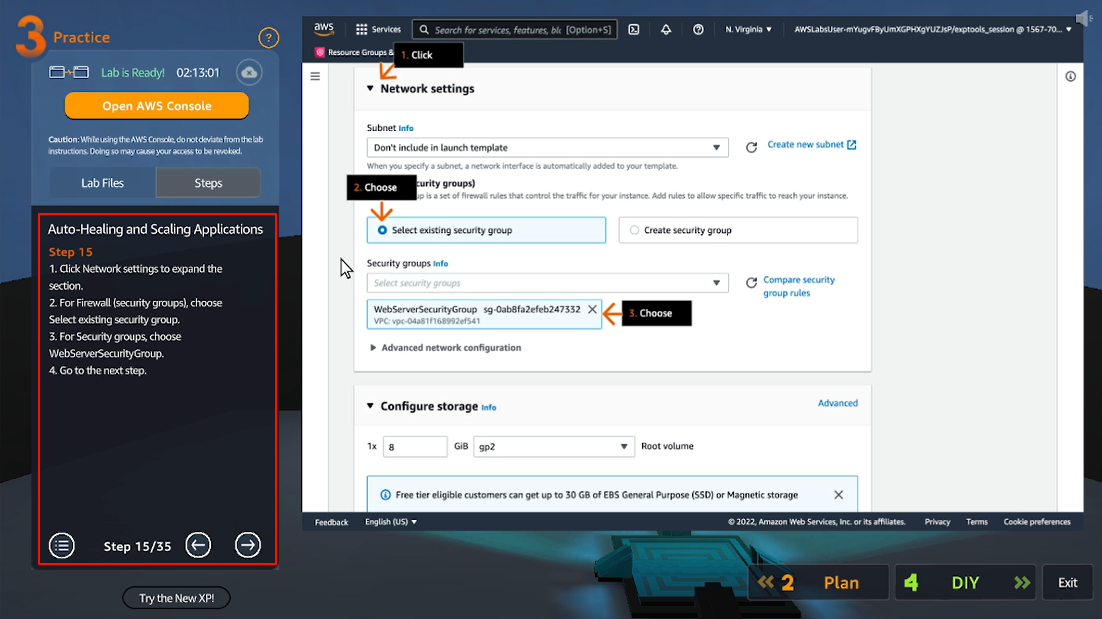 3 Practice
?
Lab is Ready! 02:13:01
Open AWS Console
Caution: While using the AWS Console, do not deviate from the lab
instructions. Doing so may cause your access to be revoked.
Lab Files
Steps
Auto-Healing and Scaling Applications
Step 15
1. Click Network settings to expand the
section.
2. For Firewall (security groups), choose
Select existing security group.
3. For Security groups, choose
WebServerSecurityGroup.
4. Go to the next step.
Step 15/35
Try the New XP!
aws
Services
Search for services, features, bl [Option+S]
N. Virginia ▼
AWSLabsUser-mYugvFByUmXGPHXgYUZJsP/exptools_session @ 1567-70... ▼
Resource Groups &
1. Click
▼ Network settings
Subnet Info
Don't include in launch template
Create new subnet
When you specify a subnet, a network interface is automatically added to your template.
2. Choose
curity groups)
up is a set of firewall rules that control the traffic for your instance. Add rules to allow specific traffic to reach your instance.
Select existing security group
Create security group
Security groups Info
Select security groups
Compare security
group rules
WebServerSecurityGroup sg-0ab8fa2efeb247332
VPC: vpc-04a81f168992ef541
3. Choose
Advanced network configuration
▼ Configure storage Info
Advanced
1x 8 GiB gp2 Root volume
Free tier eligible customers can get up to 30 GB of EBS General Purpose (SSD) or Magnetic storage
Feedback
English (US) ▼
© 2022, Amazon Web Services, Inc. or its affiliates.
Privacy
Terms
Cookie preferences
2 Plan
4 DIY
Exit